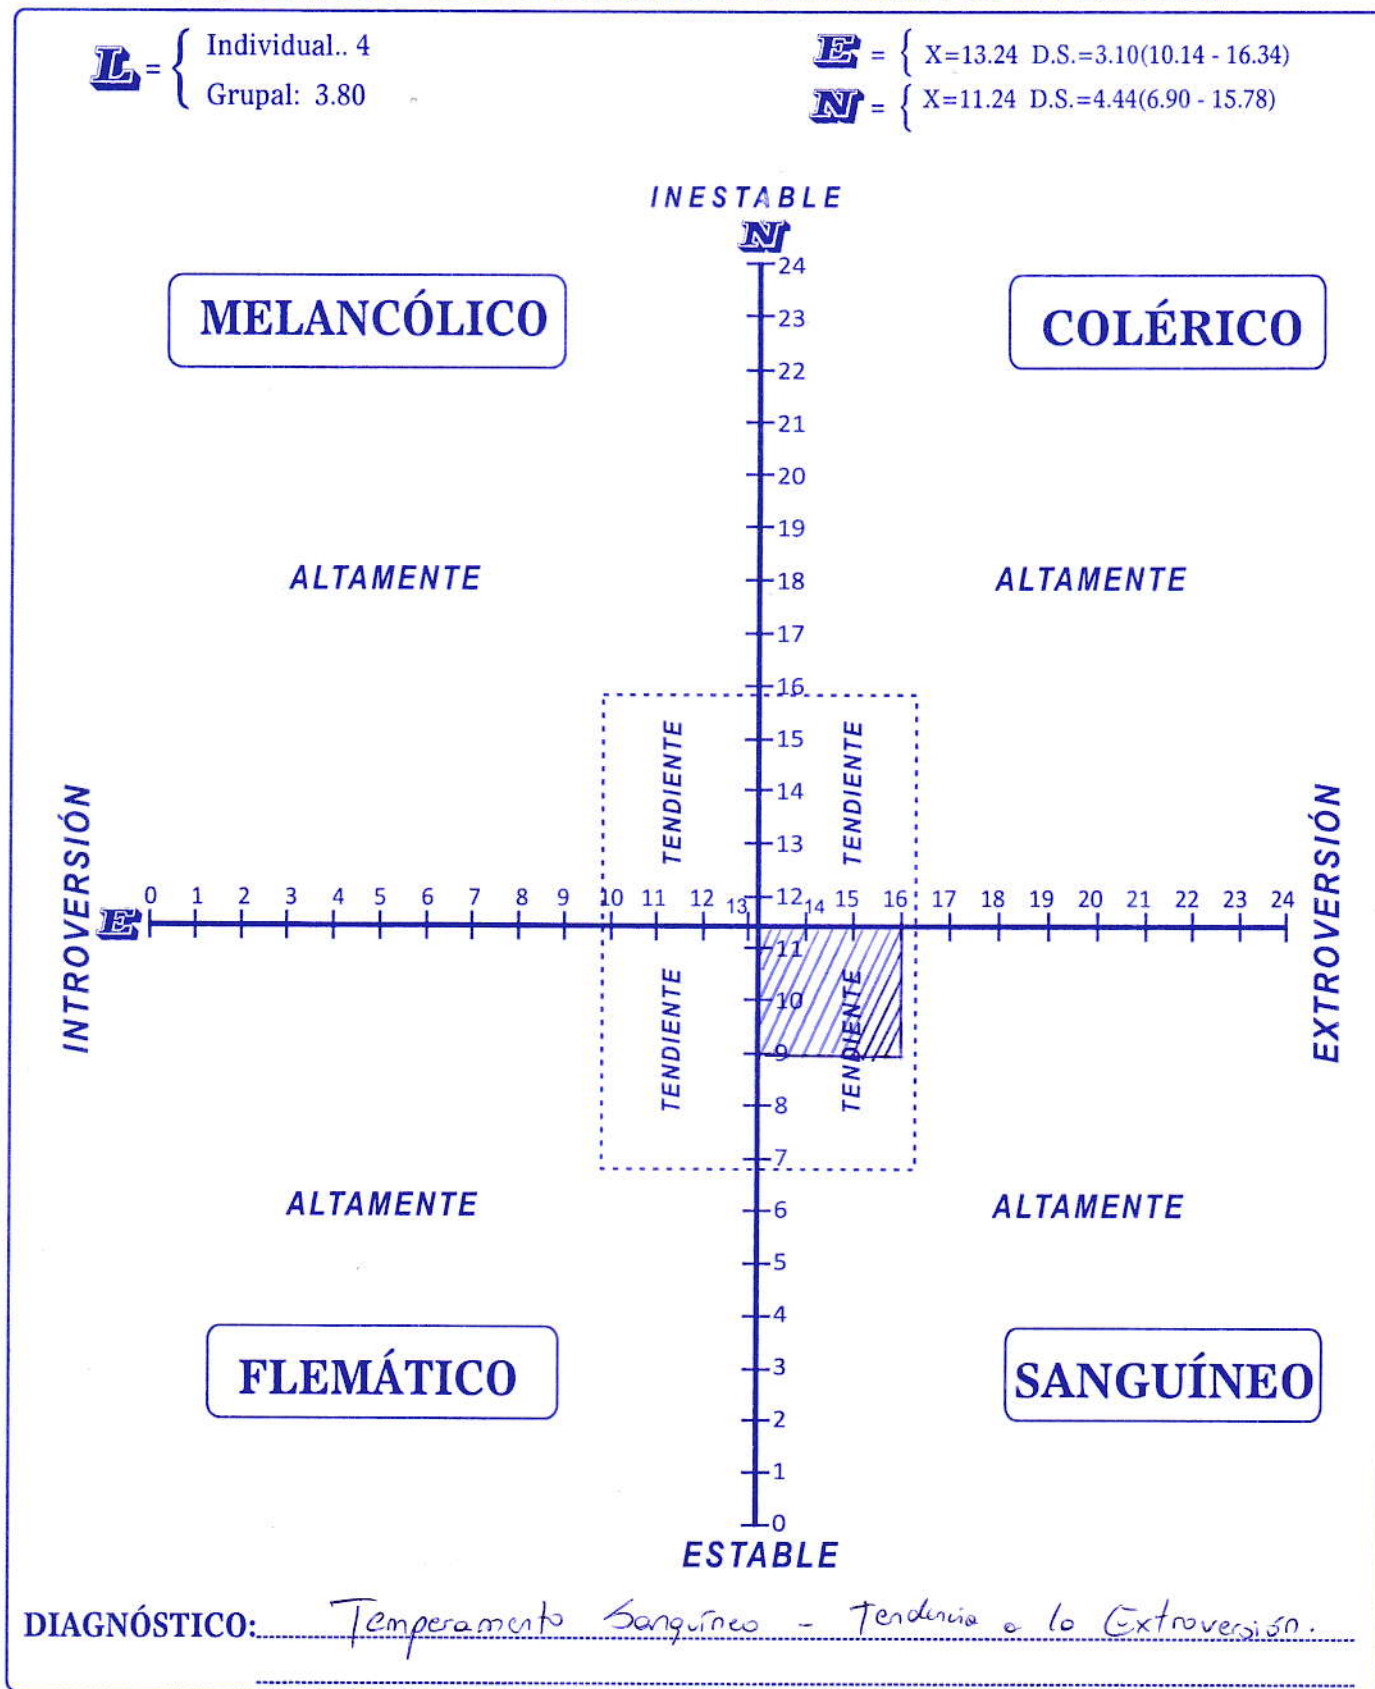 L = { Individual.. 4
Grupal: 3.80
E = { X=13.24 D.S.=3.10(10.14 - 16.34)
N = { X=11.24 D.S.=4.44(6.90 - 15.78)
INESTABLE
N
24
MELANCÓLICO
COLÉRICO
23
22
21
20
19
ALTAMENTE
18
ALTAMENTE
17
16
TENDIENTE
15
TENDIENTE
14
13
INTROVERSIÓN
EXTROVERSIÓN
12
E
0 1 2 3 4 5 6 7 8 9 10 11 12 13 14 15 16 17 18 19 20 21 22 23 24
11
TENDIENTE
10
TENDIENTE
9
8
7
ALTAMENTE
6
ALTAMENTE
5
4
FLEMÁTICO
3
SANGUÍNEO
2
1
0
ESTABLE
DIAGNÓSTICO: Temperamento Sanguíneo - Tendencia a la Extroversión.